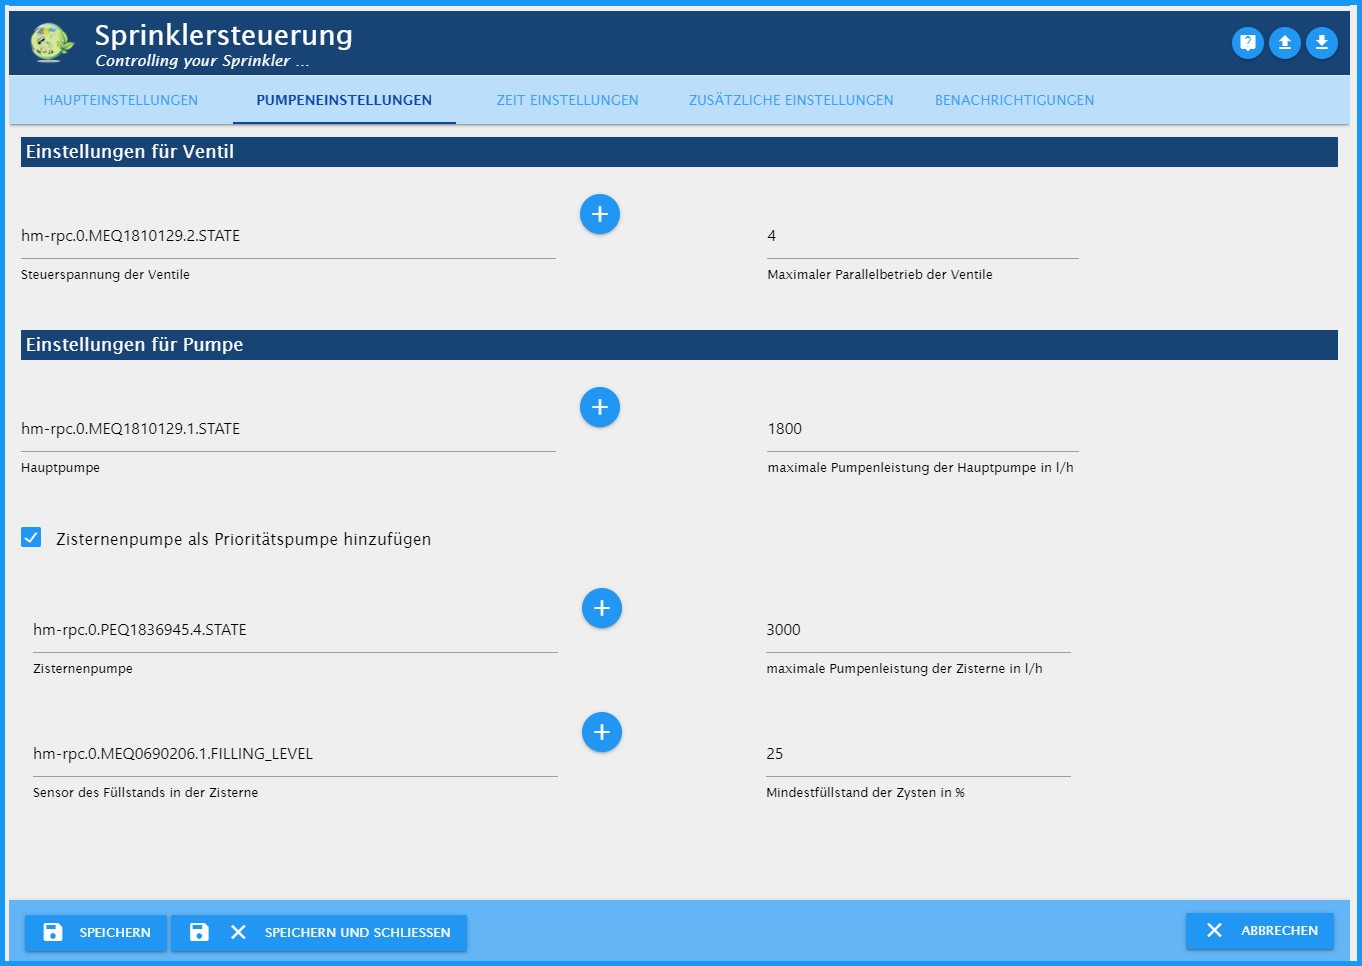 Sprinklersteuerung
Controlling your Sprinkler ...
HAUPTEINSTELLUNGEN PUMPENEINSTELLUNGEN ZEIT EINSTELLUNGEN ZUSÄTZLICHE EINSTELLUNGEN BENACHRICHTIGUNGEN
Einstellungen für Ventil
hm-rpc.0.MEQ1810129.2.STATE 4
Steuerspannung der Ventile Maximaler Parallelbetrieb der Ventile
Einstellungen für Pumpe
hm-rpc.0.MEQ1810129.1.STATE 1800
Hauptpumpe maximale Pumpenleistung der Hauptpumpe in l/h
Zisternenpumpe als Prioritätspumpe hinzufügen
hm-rpc.0.PEQ1836945.4.STATE 3000
Zisternenpumpe maximale Pumpenleistung der Zisterne in l/h
hm-rpc.0.MEQ0690206.1.FILLING_LEVEL 25
Sensor des Füllstands in der Zisterne Mindestfüllstand der Zysten in %
SPEICHERN SPEICHERN UND SCHLIESSEN ABBRECHEN